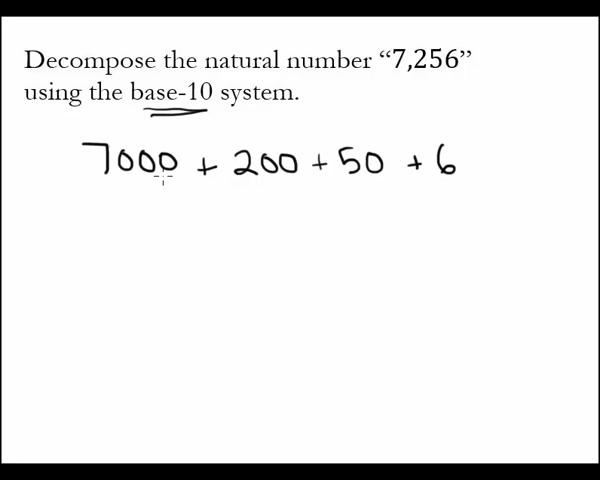 Decompose the natural number “7,256”
using the base-10 system.
7000 + 200 + 50 + 6